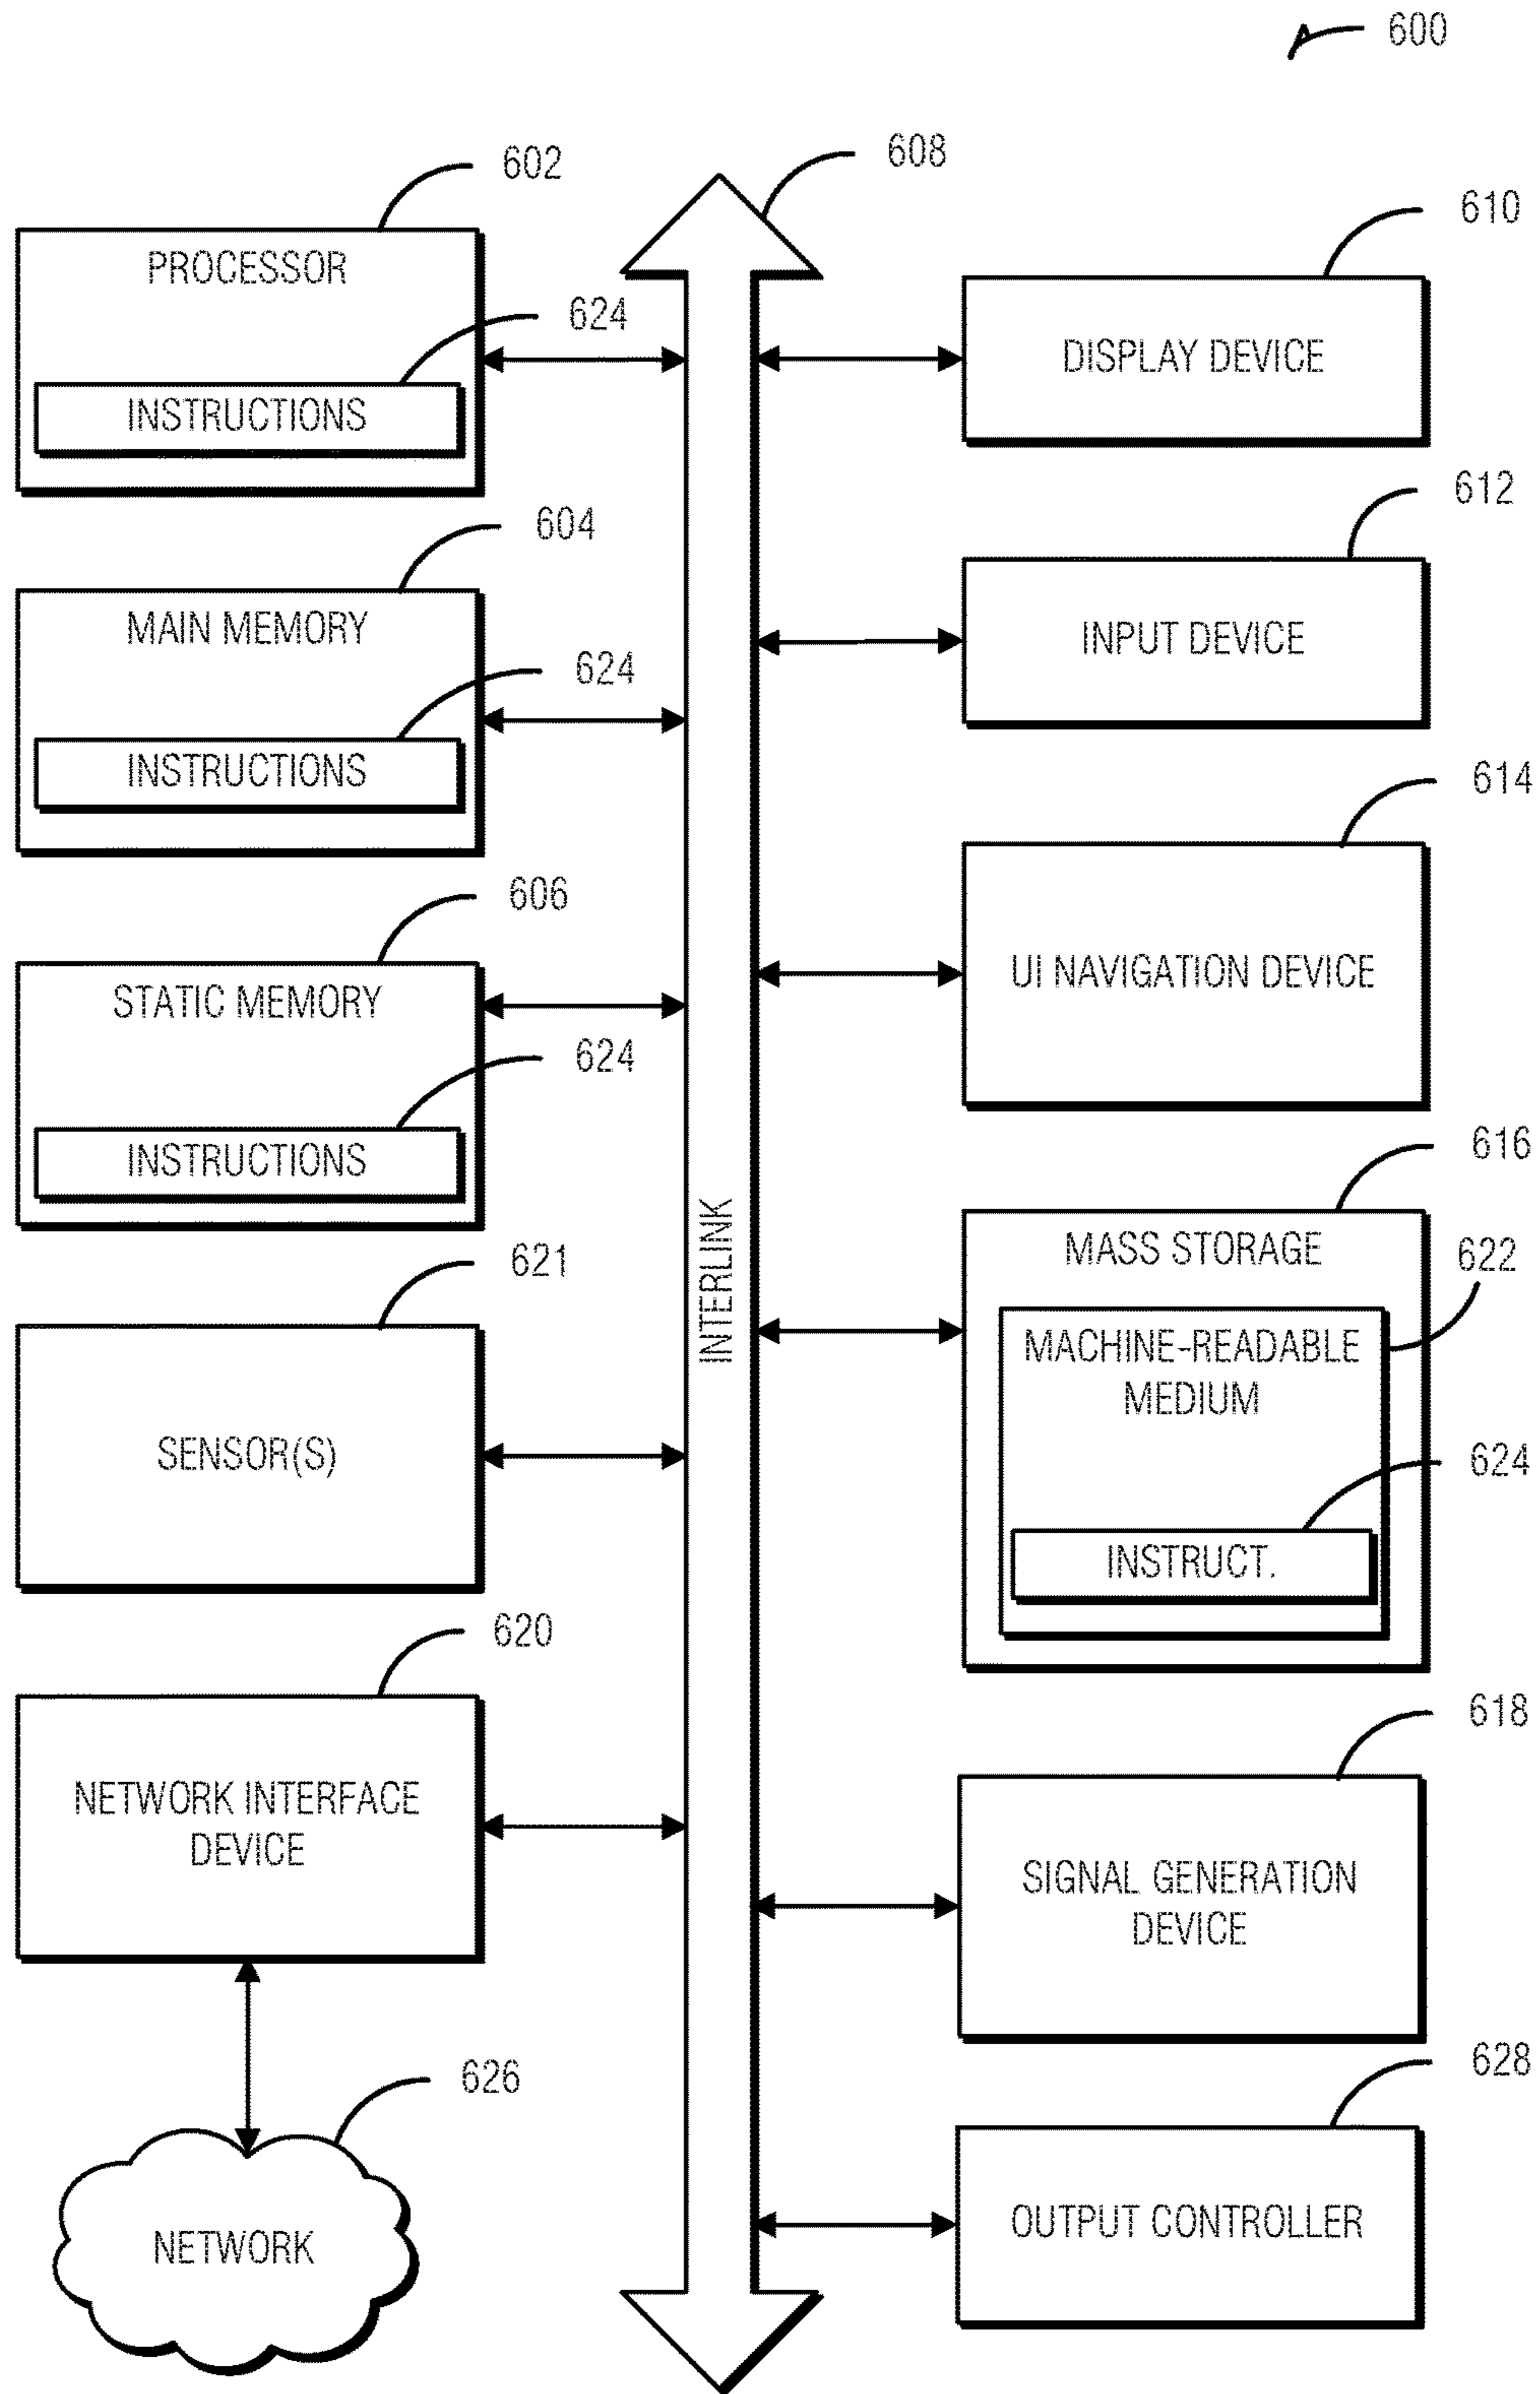 600
602
PROCESSOR
624
INSTRUCTIONS
604
MAIN MEMORY
624
INSTRUCTIONS
606
STATIC MEMORY
624
INSTRUCTIONS
621
SENSOR(S)
620
NETWORK INTERFACE
DEVICE
626
NETWORK
608
INTERLINK
610
DISPLAY DEVICE
612
INPUT DEVICE
614
UI NAVIGATION DEVICE
616
MASS STORAGE
622
MACHINE-READABLE
MEDIUM
624
INSTRUCT.
618
SIGNAL GENERATION
DEVICE
628
OUTPUT CONTROLLER